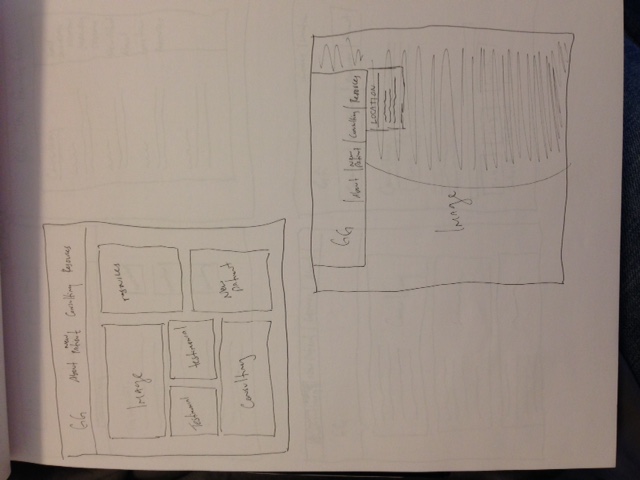 GG About New Patient Consulting Resources
Image
resources
Testimonial testimonial
New Patient
Consulting
GG About New Patient Consulting Resources
LOCATION
Image